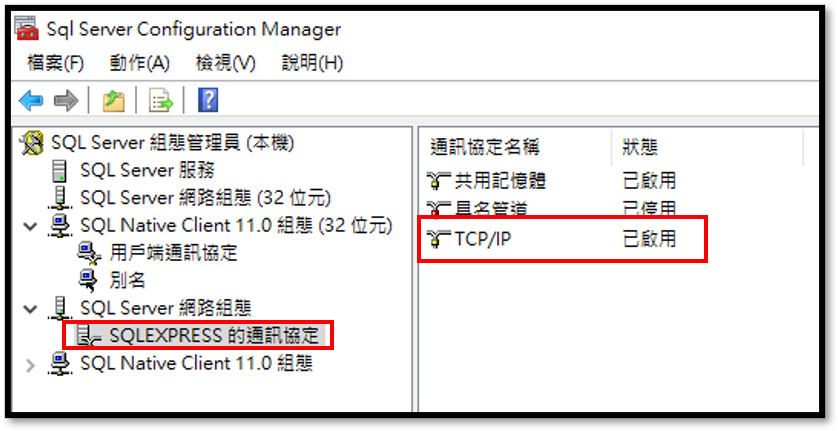 Sql Server Configuration Manager
檔案(F) 動作(A) 檢視(V) 說明(H)
SQL Server 組態管理員 (本機)
SQL Server 服務
SQL Server 網路組態 (32 位元)
SQL Native Client 11.0 組態 (32 位元)
用戶端通訊協定
別名
SQL Server 網路組態
SQLEXPRESS 的通訊協定
SQL Native Client 11.0 組態
通訊協定名稱 狀態
共用記憶體 已啟用
具名管道 已停用
TCP/IP 已啟用